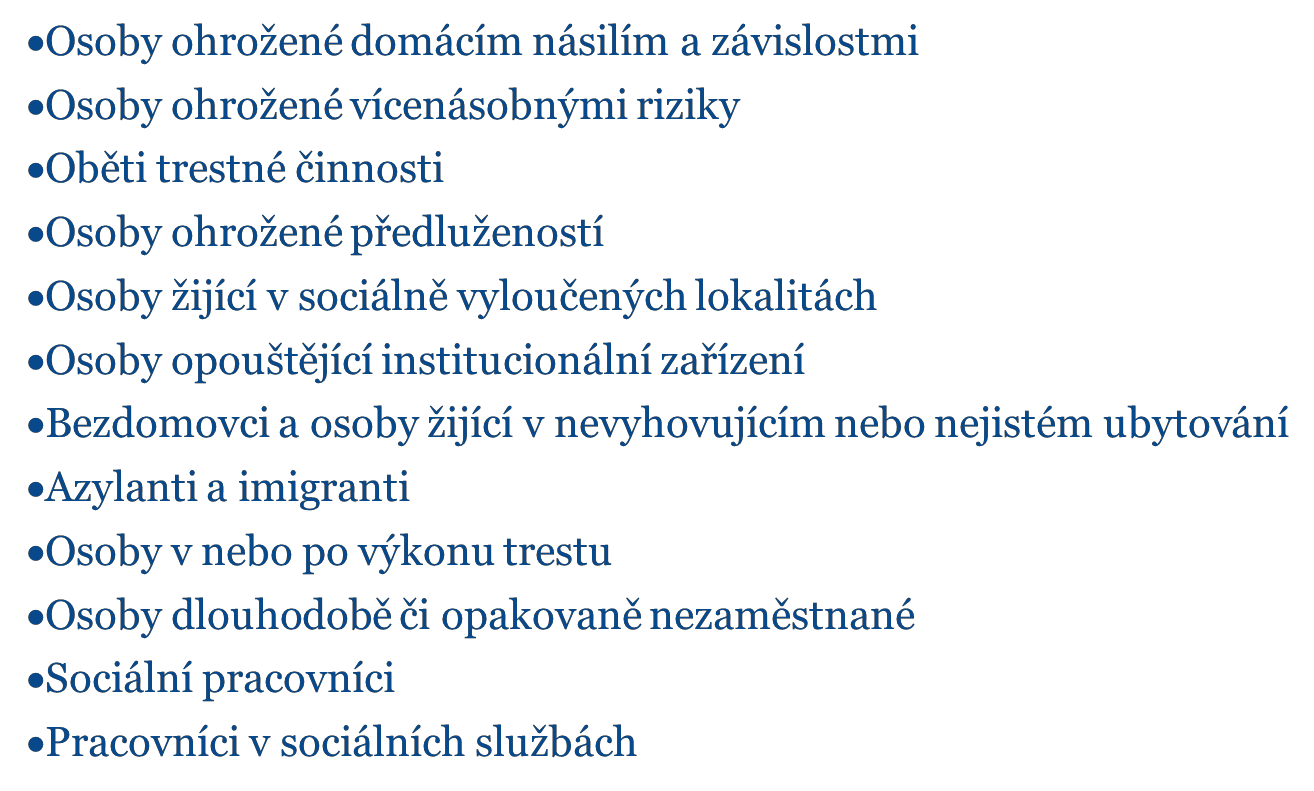 •Osoby ohrožené domácím násilím a závislostmi
•Osoby ohrožené vícenásobnými riziky
•Oběti trestné činnosti
•Osoby ohrožené předlužeností
•Osoby žijící v sociálně vyloučených lokalitách
•Osoby opouštějící institucionální zařízení
•Bezdomovci a osoby žijící v nevyhovujícím nebo nejistém ubytování
•Azylanti a imigranti
•Osoby v nebo po výkonu trestu
•Osoby dlouhodobě či opakovaně nezaměstnané
•Sociální pracovníci
•Pracovníci v sociálních službách